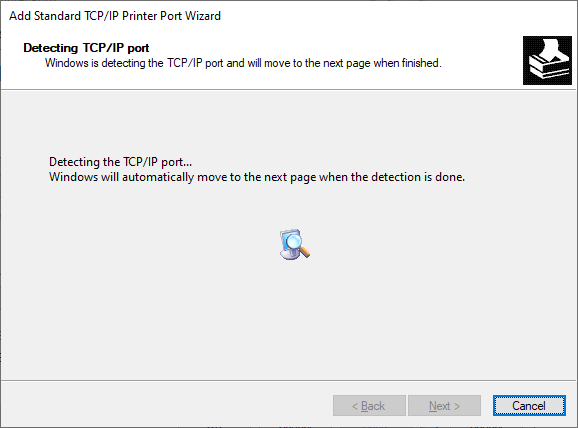 Add Standard TCP/IP Printer Port Wizard
Detecting TCP/IP port
Windows is detecting the TCP/IP port and will move to the next page when finished.
Detecting the TCP/IP port...
Windows will automatically move to the next page when the detection is done.
< Back
Next >
Cancel